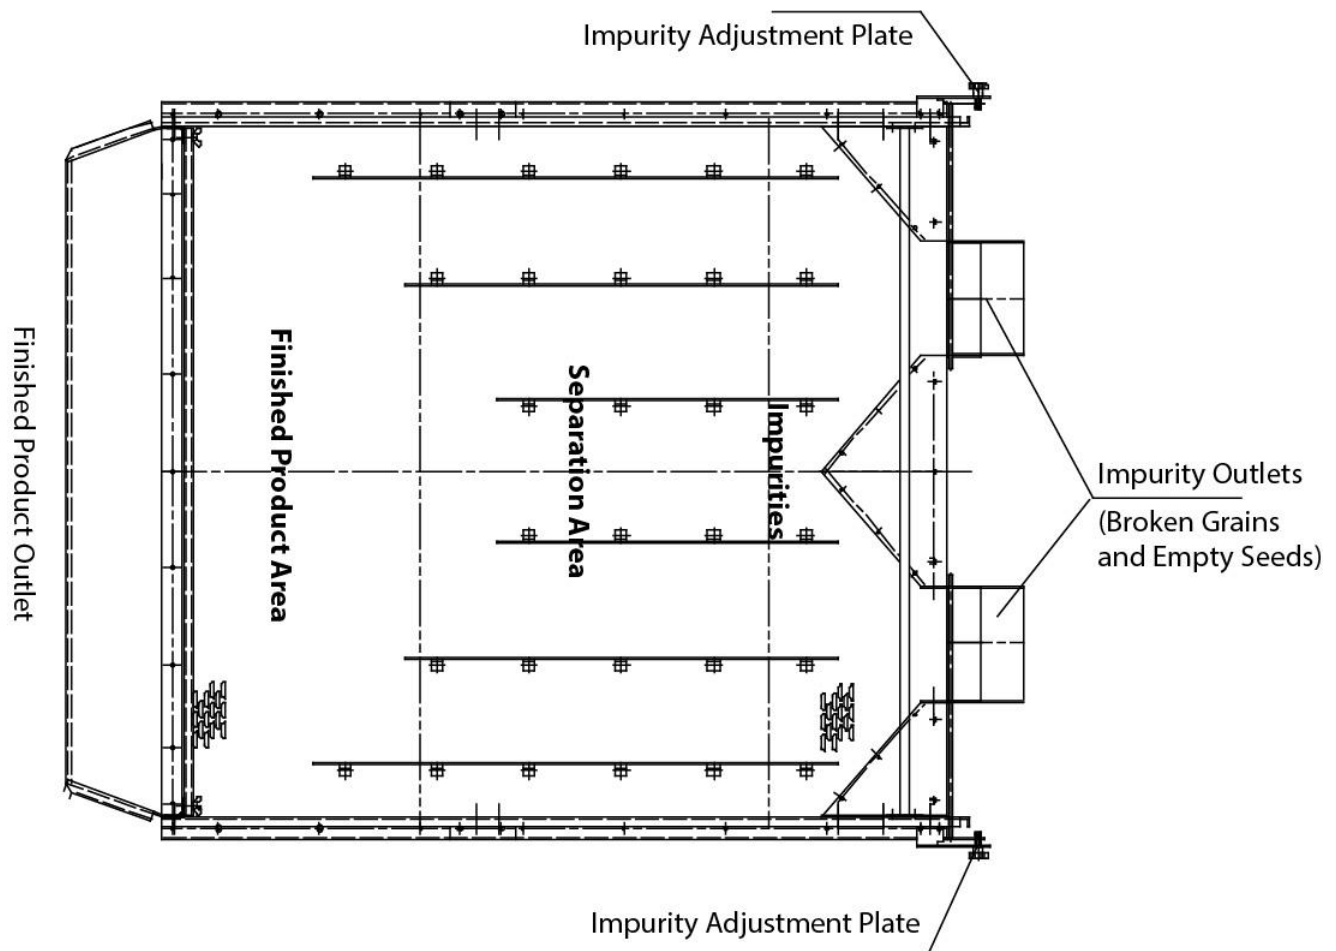 Impurity Adjustment Plate
Finished Product Outlet
Finished Product Area
Separation Area
Impurities
Impurity Outlets
(Broken Grains
and Empty Seeds)
Impurity Adjustment Plate